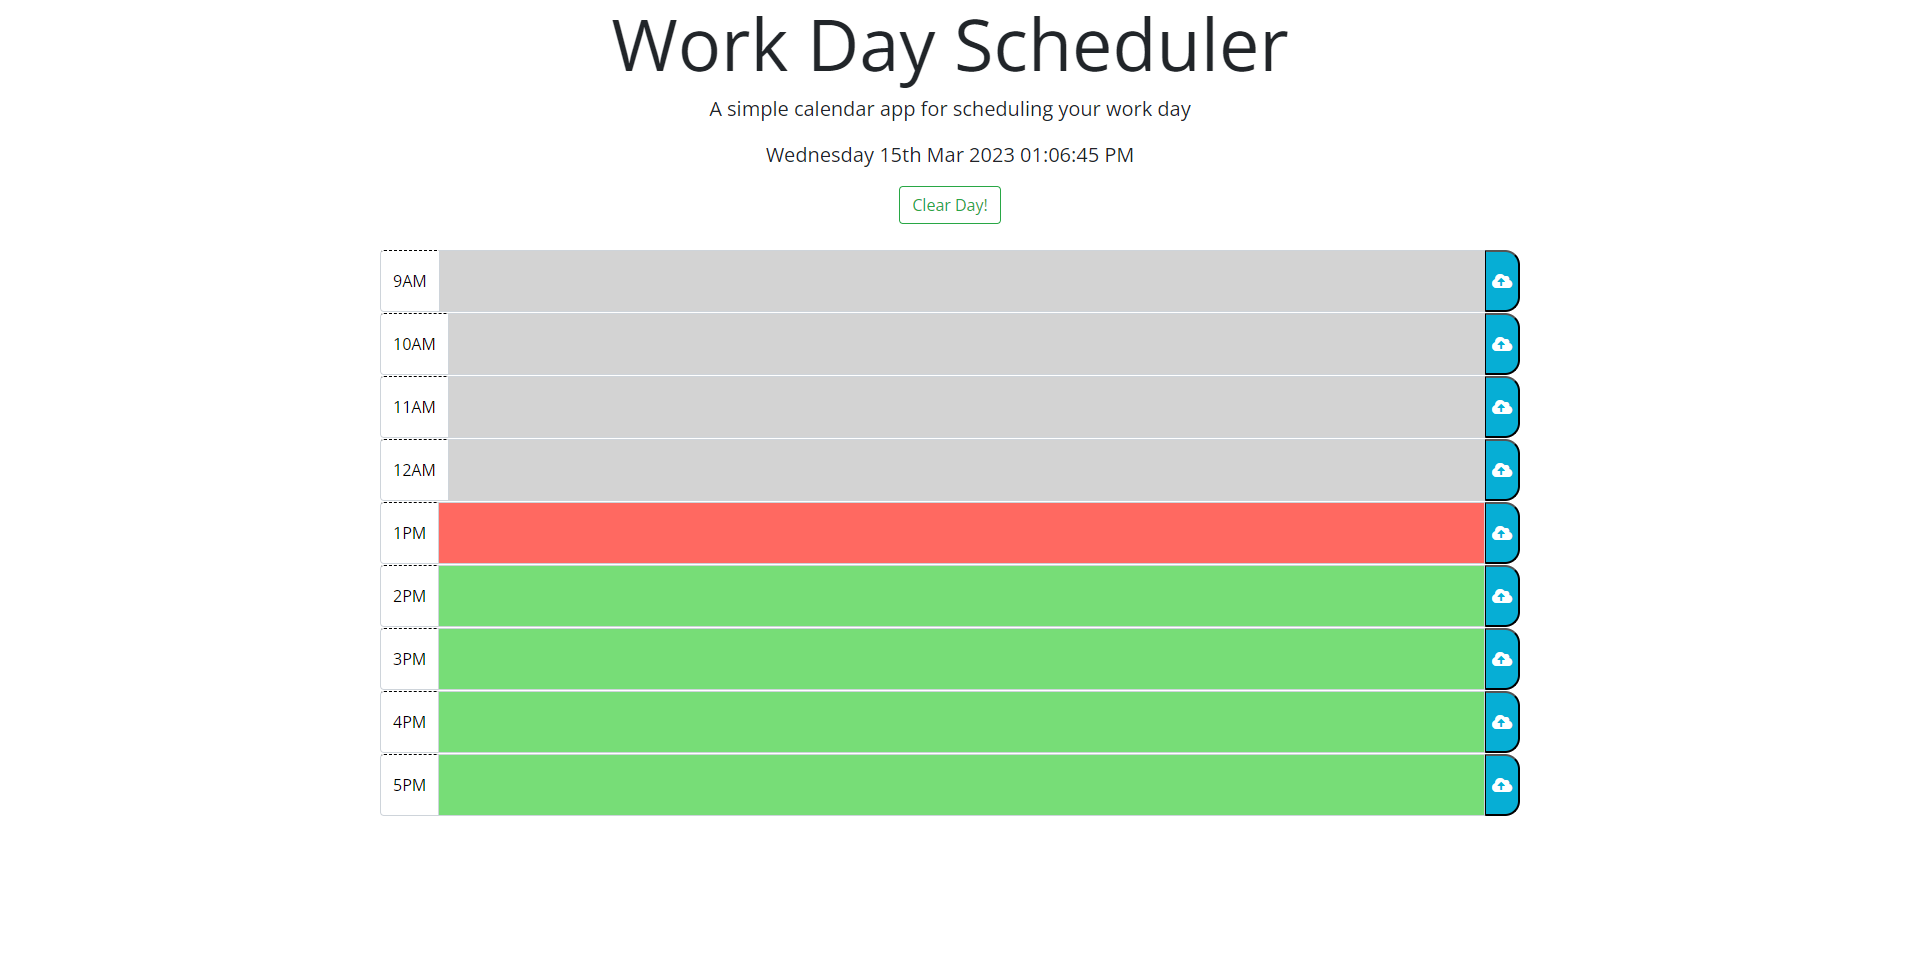 Work Day Scheduler
A simple calendar app for scheduling your work day
Wednesday 15th Mar 2023 01:06:45 PM
Clear Day!
9AM
10AM
11AM
12AM
1PM
2PM
3PM
4PM
5PM